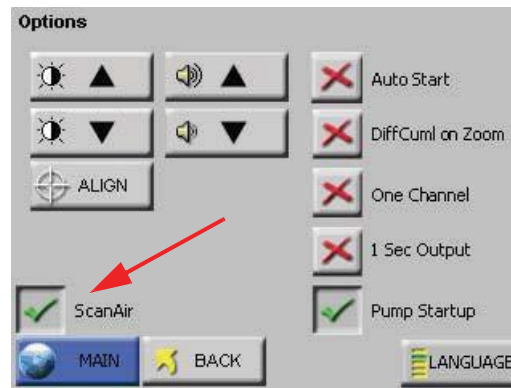 Options
Auto Start
DiffCuml on Zoom
ALIGN
One Channel
1 Sec Output
ScanAir
Pump Startup
MAIN
BACK
LANGUAGE